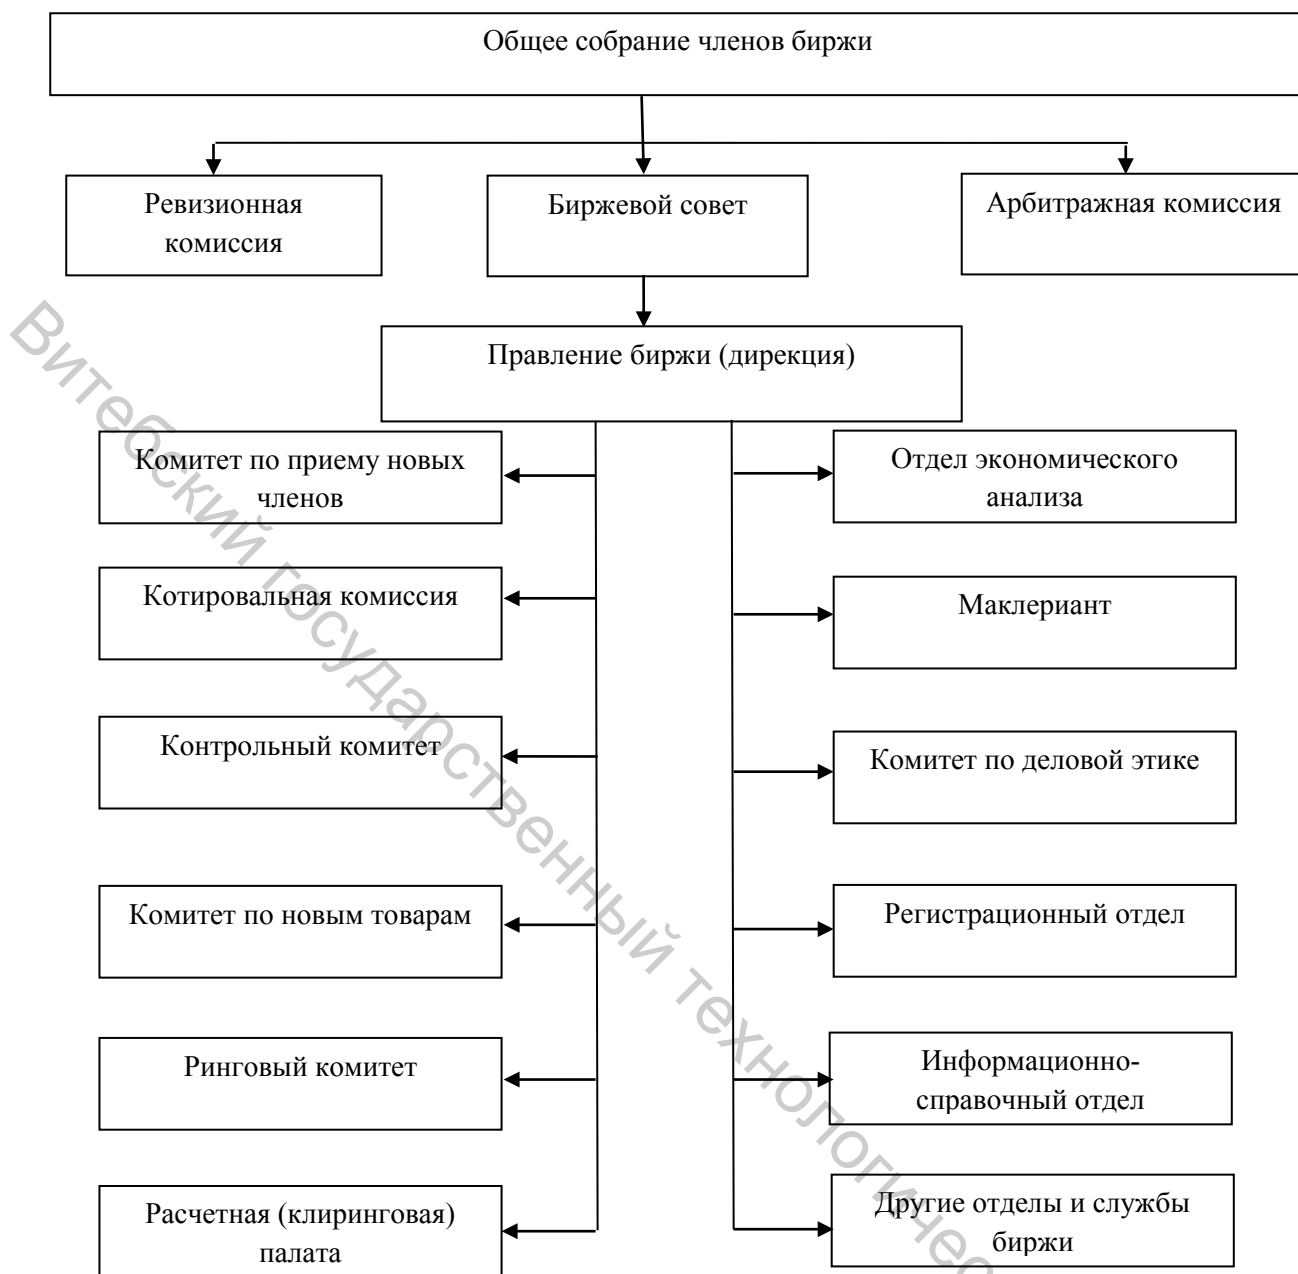 Общее собрание членов биржи
Ревизионная
комиссия
Биржевой совет
Арбитражная комиссия
Правление биржи (дирекция)
Комитет по приему новых
членов
Отдел экономического
анализа
Котировальная комиссия
Маклериант
Контрольный комитет
Комитет по деловой этике
Комитет по новым товарам
Регистрационный отдел
Ринговый комитет
Информационно-
справочный отдел
Расчетная (клиринговая)
палата
Другие отделы и службы
биржи
Витебский государственный технологичес